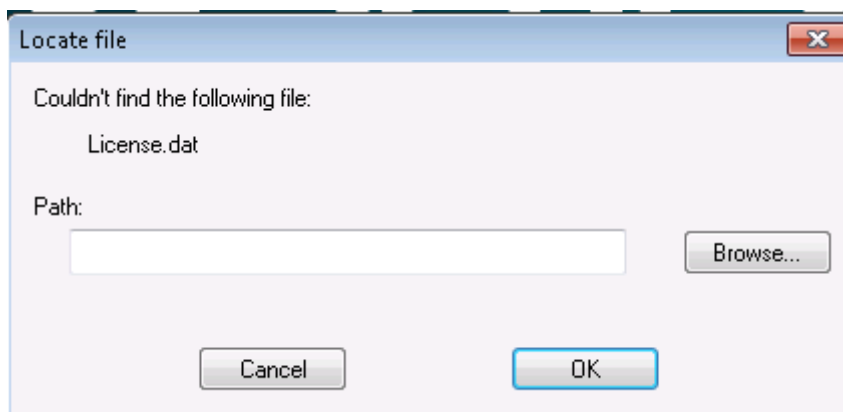 Locate file
Couldn't find the following file:
License.dat
Path:
Browse...
Cancel
OK